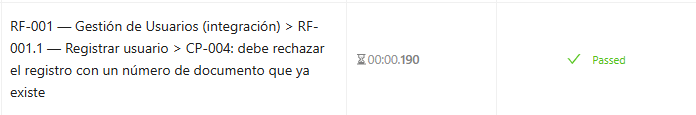 RF-001 — Gestión de Usuarios (integración) > RF-
001.1 — Registrar usuario > CP-004: debe rechazar
el registro con un número de documento que ya
existe
00:00.190
Passed